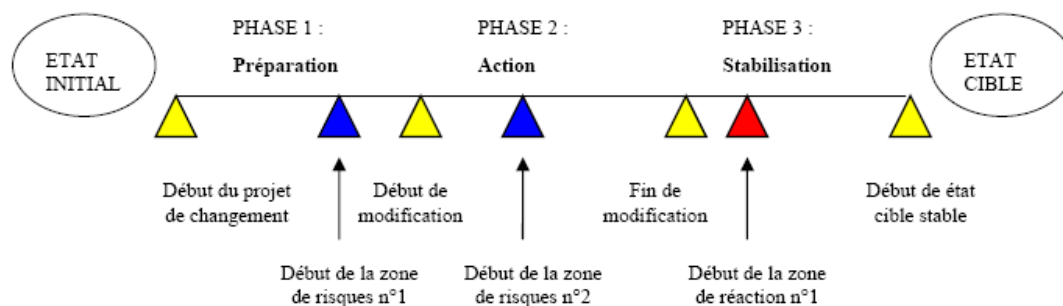 ETAT
INITIAL
PHASE 1 :
Préparation
PHASE 2 :
Action
PHASE 3 :
Stabilisation
ETAT
CIBLE
Début du projet
de changement
Début de
modification
Fin de
modification
Début de état
cible stable
Début de la zone
de risques n°1
Début de la zone
de risques n°2
Début de la zone
de réaction n°1